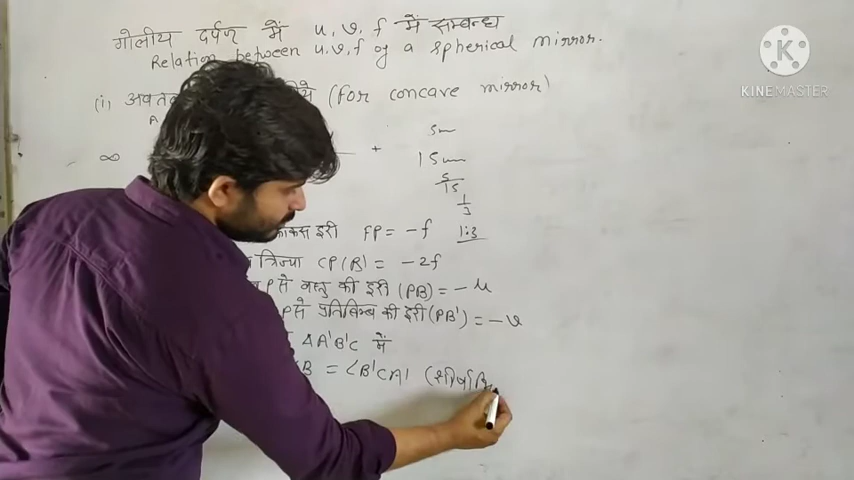 गोलीय दर्पण में u, v, f में सम्बन्ध
Relation between u,v,f of a spherical mirror.
(i) (For concave mirror)
∞ +
5m
15m
5/15
1/3
1:3
फोकस दूरी FP = -f
त्रिज्या CP(R) = -2f
P से वस्तु की दूरी (PB) = -u
P से प्रतिबिम्ब की दूरी (PB') = -v
ΔA'B'C में
B = ∠B'CA'
KINEMASTER